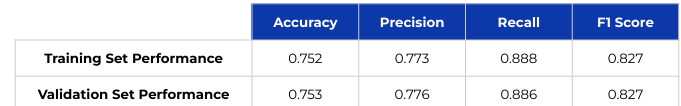 Accuracy Precision Recall F1 Score
Training Set Performance 0.752 0.773 0.888 0.827
Validation Set Performance 0.753 0.776 0.886 0.827